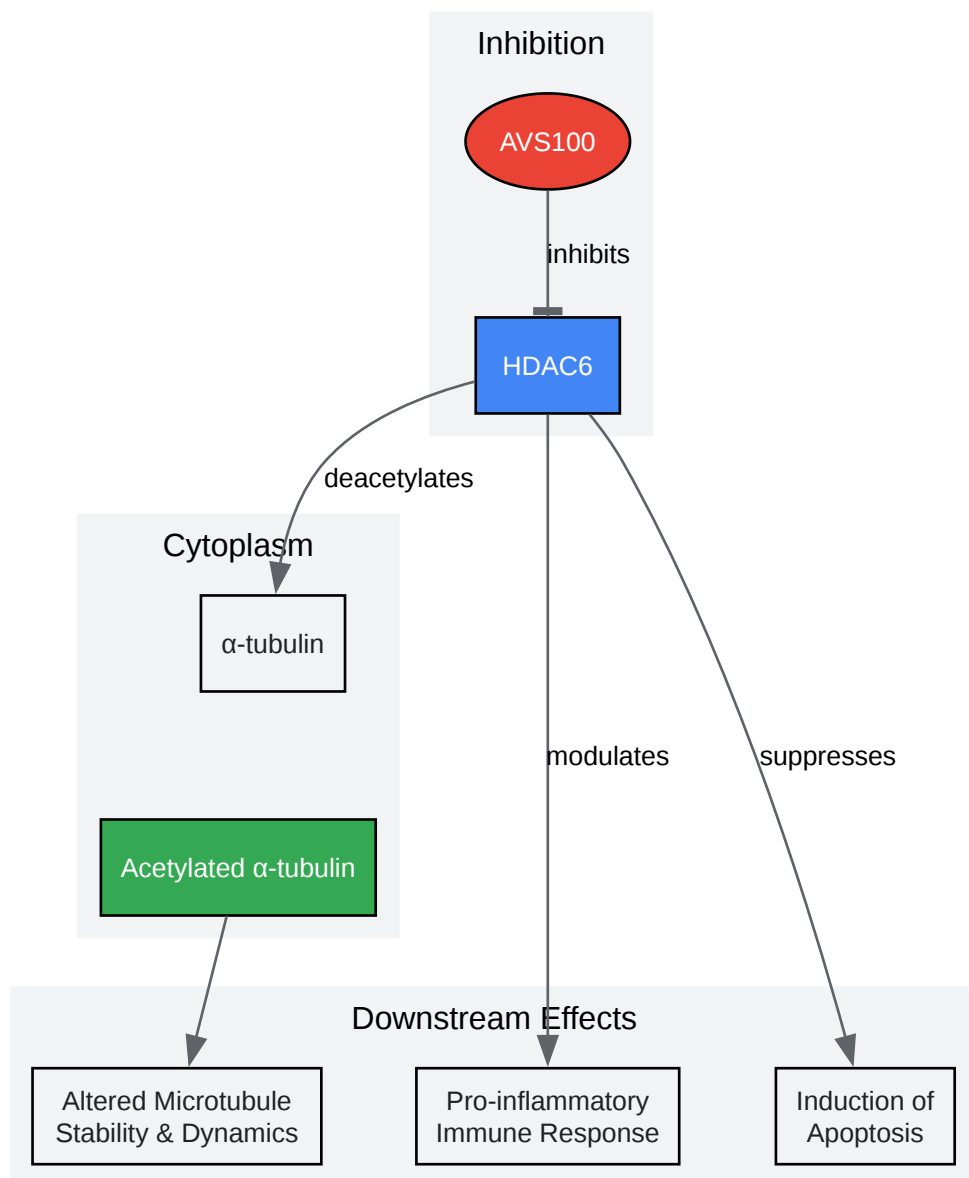 Inhibition
AVS100
inhibits
HDAC6
deacetylates
Cytoplasm
α-tubulin
modulates
suppresses
Acetylated α-tubulin
Downstream Effects
Altered Microtubule
Stability & Dynamics
Pro-inflammatory
Immune Response
Induction of
Apoptosis